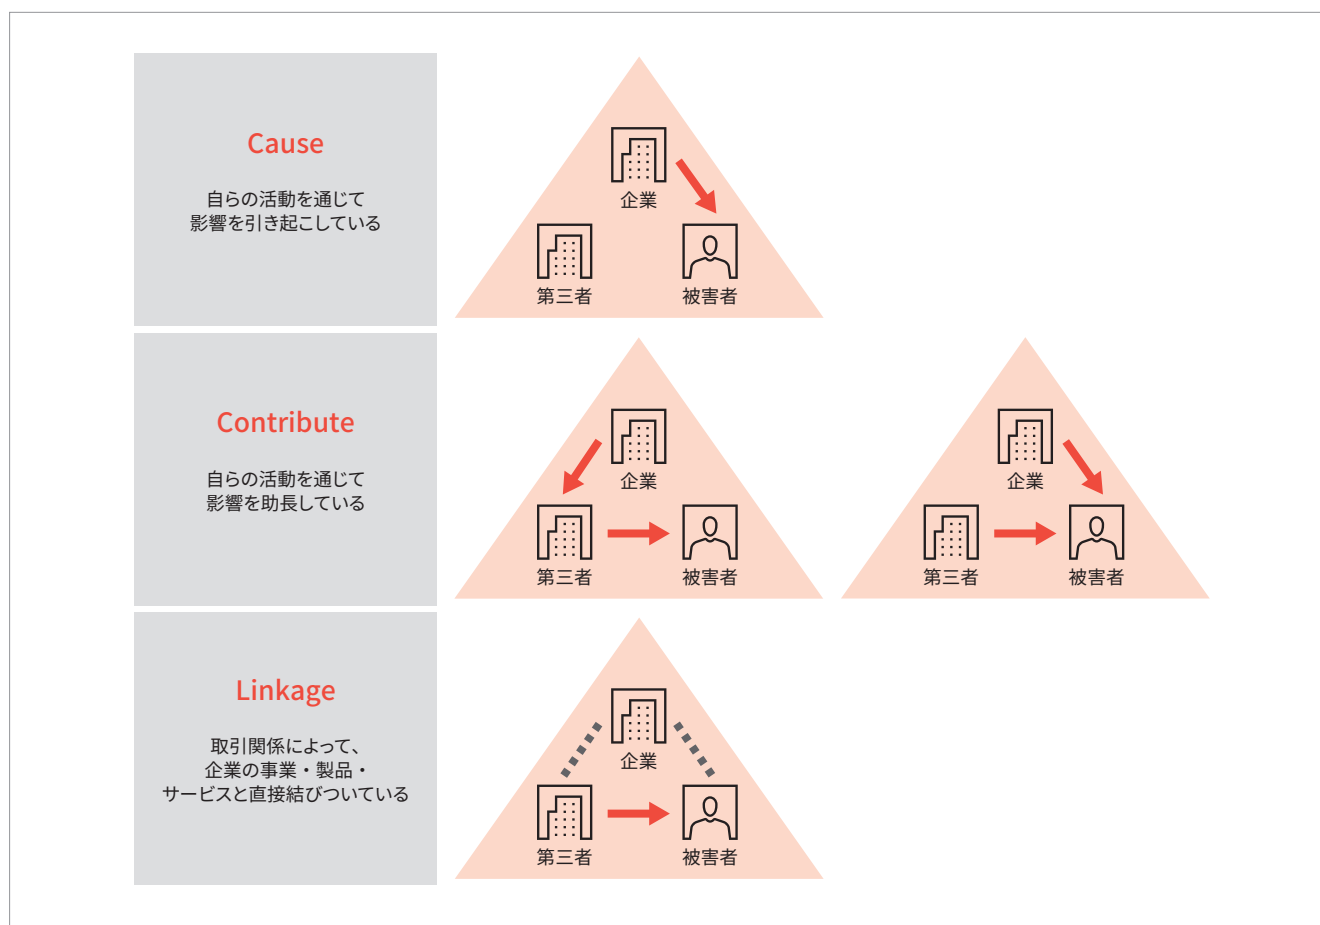 Cause
自らの活動を通じて
影響を引き起こしている
企業
第三者
被害者
Contribute
自らの活動を通じて
影響を助長している
企業
第三者
被害者
企業
第三者
被害者
Linkage
取引関係によって、
企業の事業・製品・
サービスと直接結びついている
企業
第三者
被害者